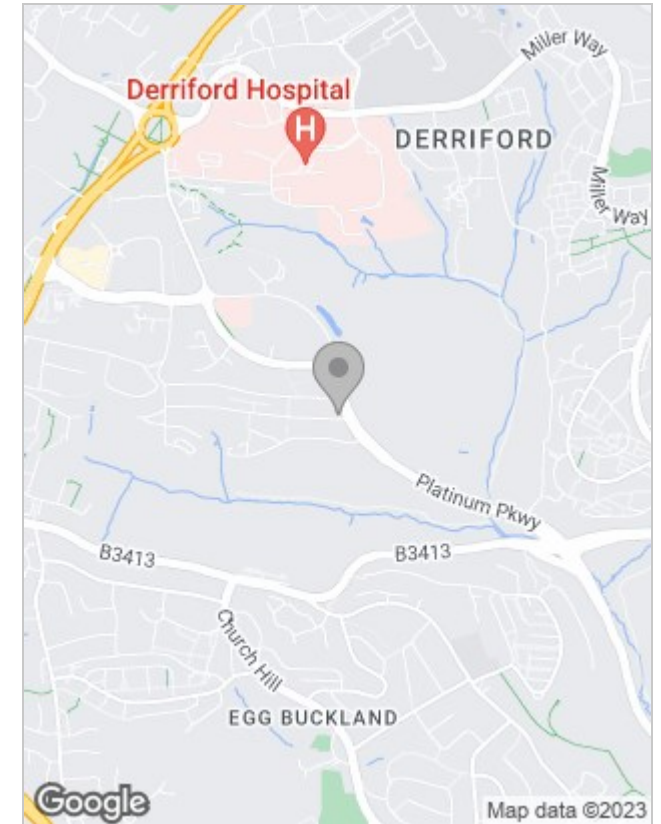 Miller Way
Derriford Hospital
H
DERRIFORD
Miller Way
Platinum Pkwy
B3413
B3413
Church Hill
EGG BUCKLAND
Google
Map data ©2023